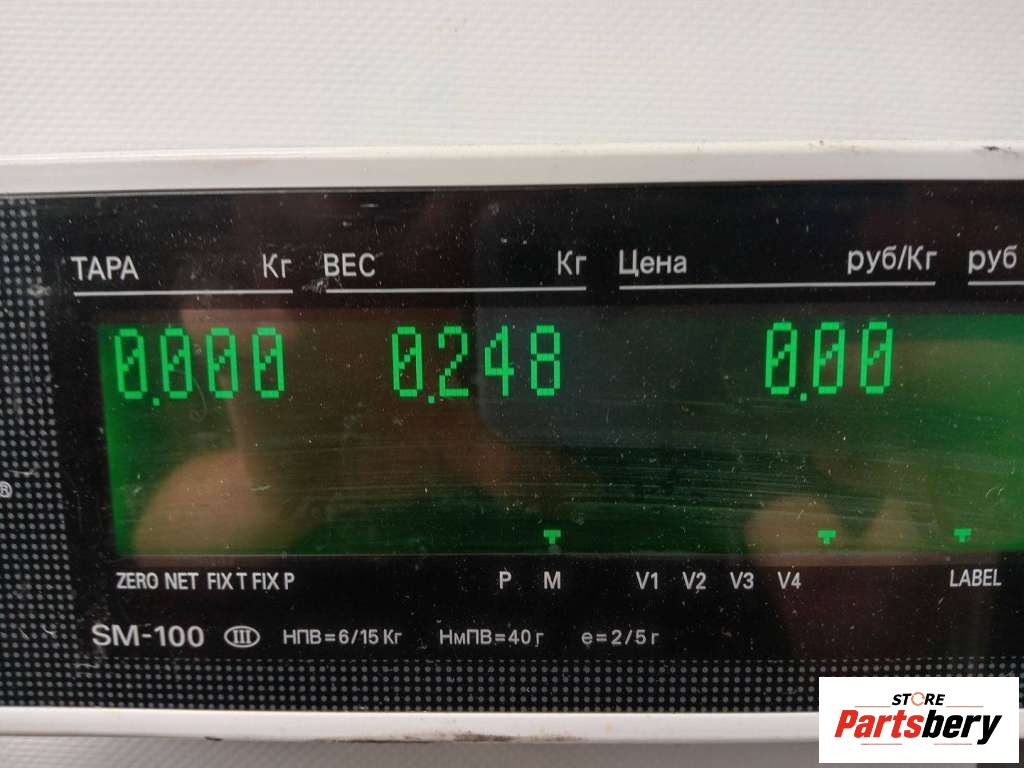 ТАРА Кг ВЕС Кг Цена руб/Кг руб
0.000 0.248 0.00
®
ZERO NET FIX T FIX P P M V1 V2 V3 V4 LABEL
SM-100 III НПВ=6/15 Кг НмПВ=40 г e=2/5 г
STORE
Partsbery